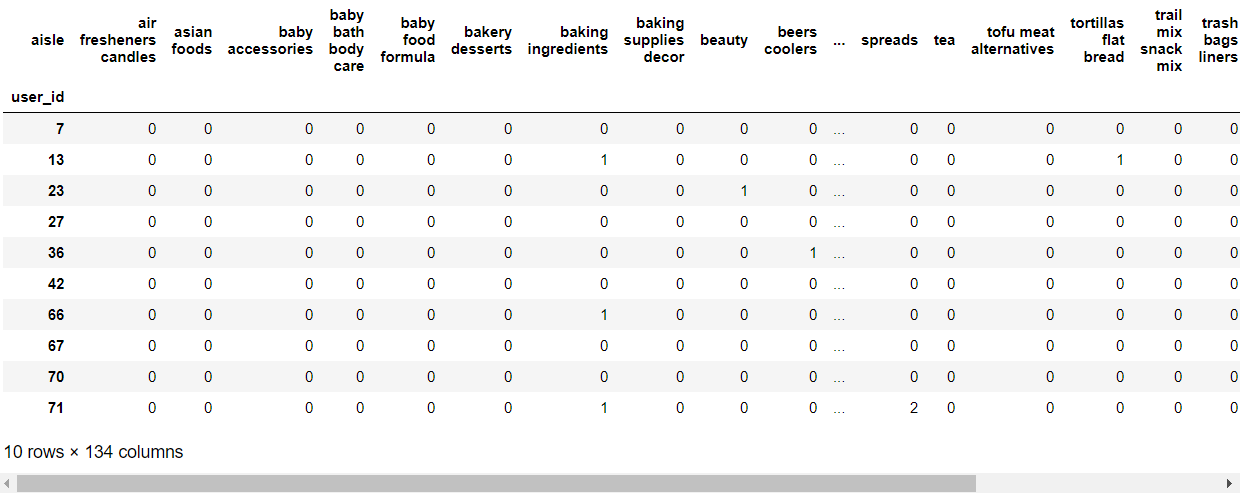 aisle air fresheners candles asian foods baby accessories baby bath body care baby food formula bakery desserts baking ingredients baking supplies decor beauty beers coolers ... spreads tea tofu meat alternatives tortillas flat bread trail mix snack mix trash bags liners
user_id
7 0 0 0 0 0 0 0 0 0 0 ... 0 0 0 0 0 0
13 0 0 0 0 0 0 1 0 0 0 ... 0 0 0 1 0 0
23 0 0 0 0 0 0 0 0 1 0 ... 0 0 0 0 0 0
27 0 0 0 0 0 0 0 0 0 0 ... 0 0 0 0 0 0
36 0 0 0 0 0 0 0 0 0 1 ... 0 0 0 0 0 0
42 0 0 0 0 0 0 0 0 0 0 ... 0 0 0 0 0 0
66 0 0 0 0 0 0 1 0 0 0 ... 0 0 0 0 0 0
67 0 0 0 0 0 0 0 0 0 0 ... 0 0 0 0 0 0
70 0 0 0 0 0 0 0 0 0 0 ... 0 0 0 0 0 0
71 0 0 0 0 0 0 1 0 0 0 ... 2 0 0 0 0 0
10 rows × 134 columns